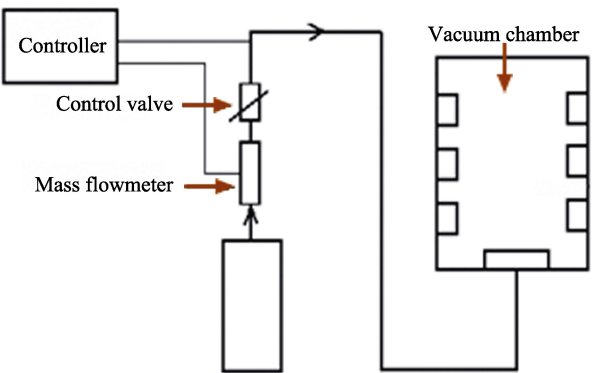 Controller
Vacuum chamber
Control valve
Mass flowmeter